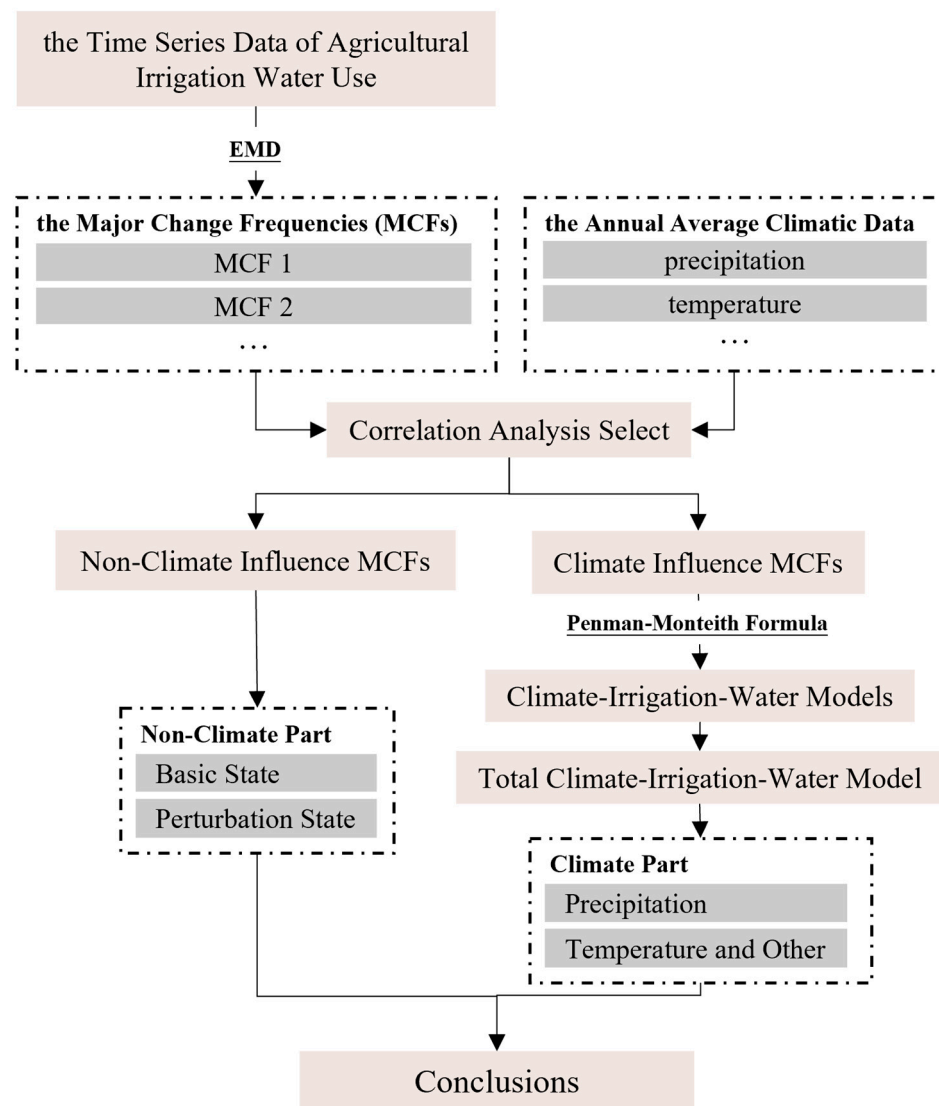 the Time Series Data of Agricultural
Irrigation Water Use
EMD
the Major Change Frequencies (MCFs)
MCF 1
MCF 2
...
the Annual Average Climatic Data
precipitation
temperature
...
Correlation Analysis Select
Non-Climate Influence MCFs
Climate Influence MCFs
Penman-Monteith Formula
Climate-Irrigation-Water Models
Total Climate-Irrigation-Water Model
Non-Climate Part
Basic State
Perturbation State
Climate Part
Precipitation
Temperature and Other
Conclusions